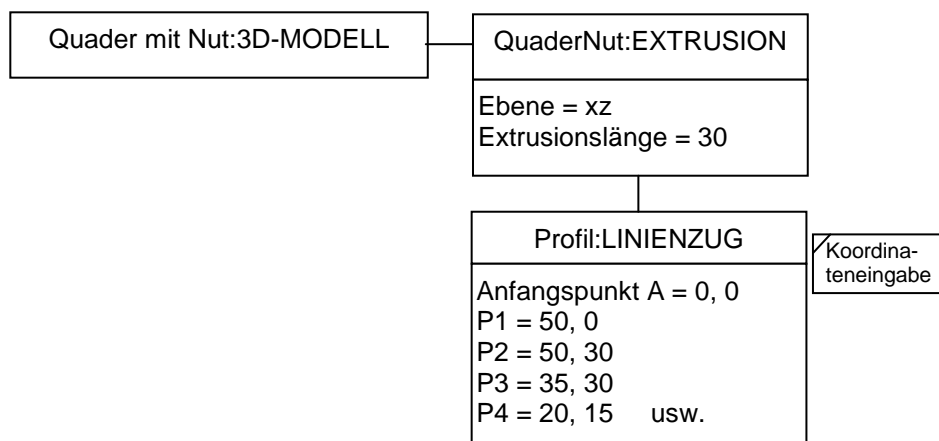 Quader mit Nut:3D-MODELL
QuaderNut:EXTRUSION
Ebene = xz
Extrusionslänge = 30
Profil:LINIENZUG
Anfangspunkt A = 0, 0
P1 = 50, 0
P2 = 50, 30
P3 = 35, 30
P4 = 20, 15 usw.
Koordina-
teneingabe